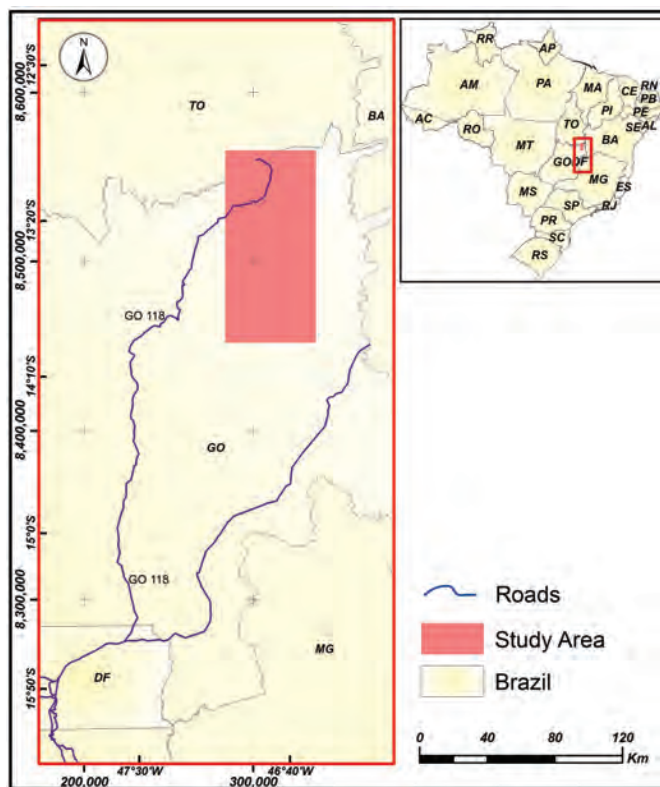 N
TO
BA
GO 118
GO
GO 118
MG
DF
12°30'S
8,600,000
13°20'S
8,500,000
14°10'S
8,400,000
15°0'S
8,300,000
15°50'S
47°30'W
46°40'W
200,000
300,000
RR
AP
AM
PA
MA
CE
RN
PB
PE
AL
SE
PI
AC
RO
TO
BA
MT
GO
DF
MG
ES
MS
SP
RJ
PR
SC
RS
Roads
Study Area
Brazil
0 20 40 60 80 120
Km